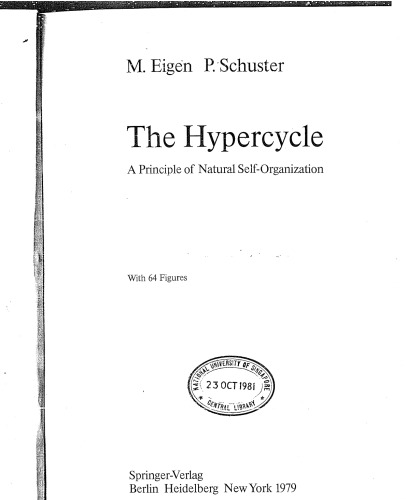 M. Eigen P. Schuster
The Hypercycle
A Principle of Natural Self-Organization
With 64 Figures
NATIONAL UNIVERSITY OF SINGAPORE
23 OCT 1981
CENTRAL LIBRARY
Springer-Verlag
Berlin Heidelberg New York 1979